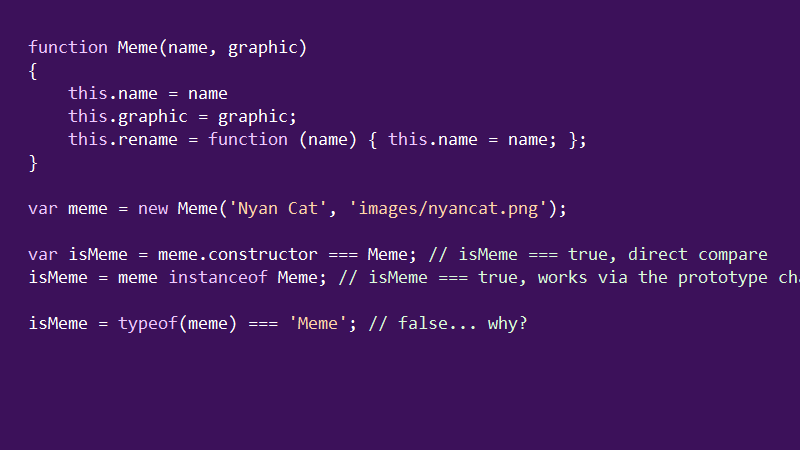 function Meme(name, graphic)
{
    this.name = name
    this.graphic = graphic;
    this.rename = function (name) { this.name = name; };
}
var meme = new Meme('Nyan Cat', 'images/nyancat.png');
var isMeme = meme.constructor === Meme; // isMeme === true, direct compare
isMeme = meme instanceof Meme; // isMeme === true, works via the prototype
isMeme = typeof(meme) === 'Meme'; // false... why?